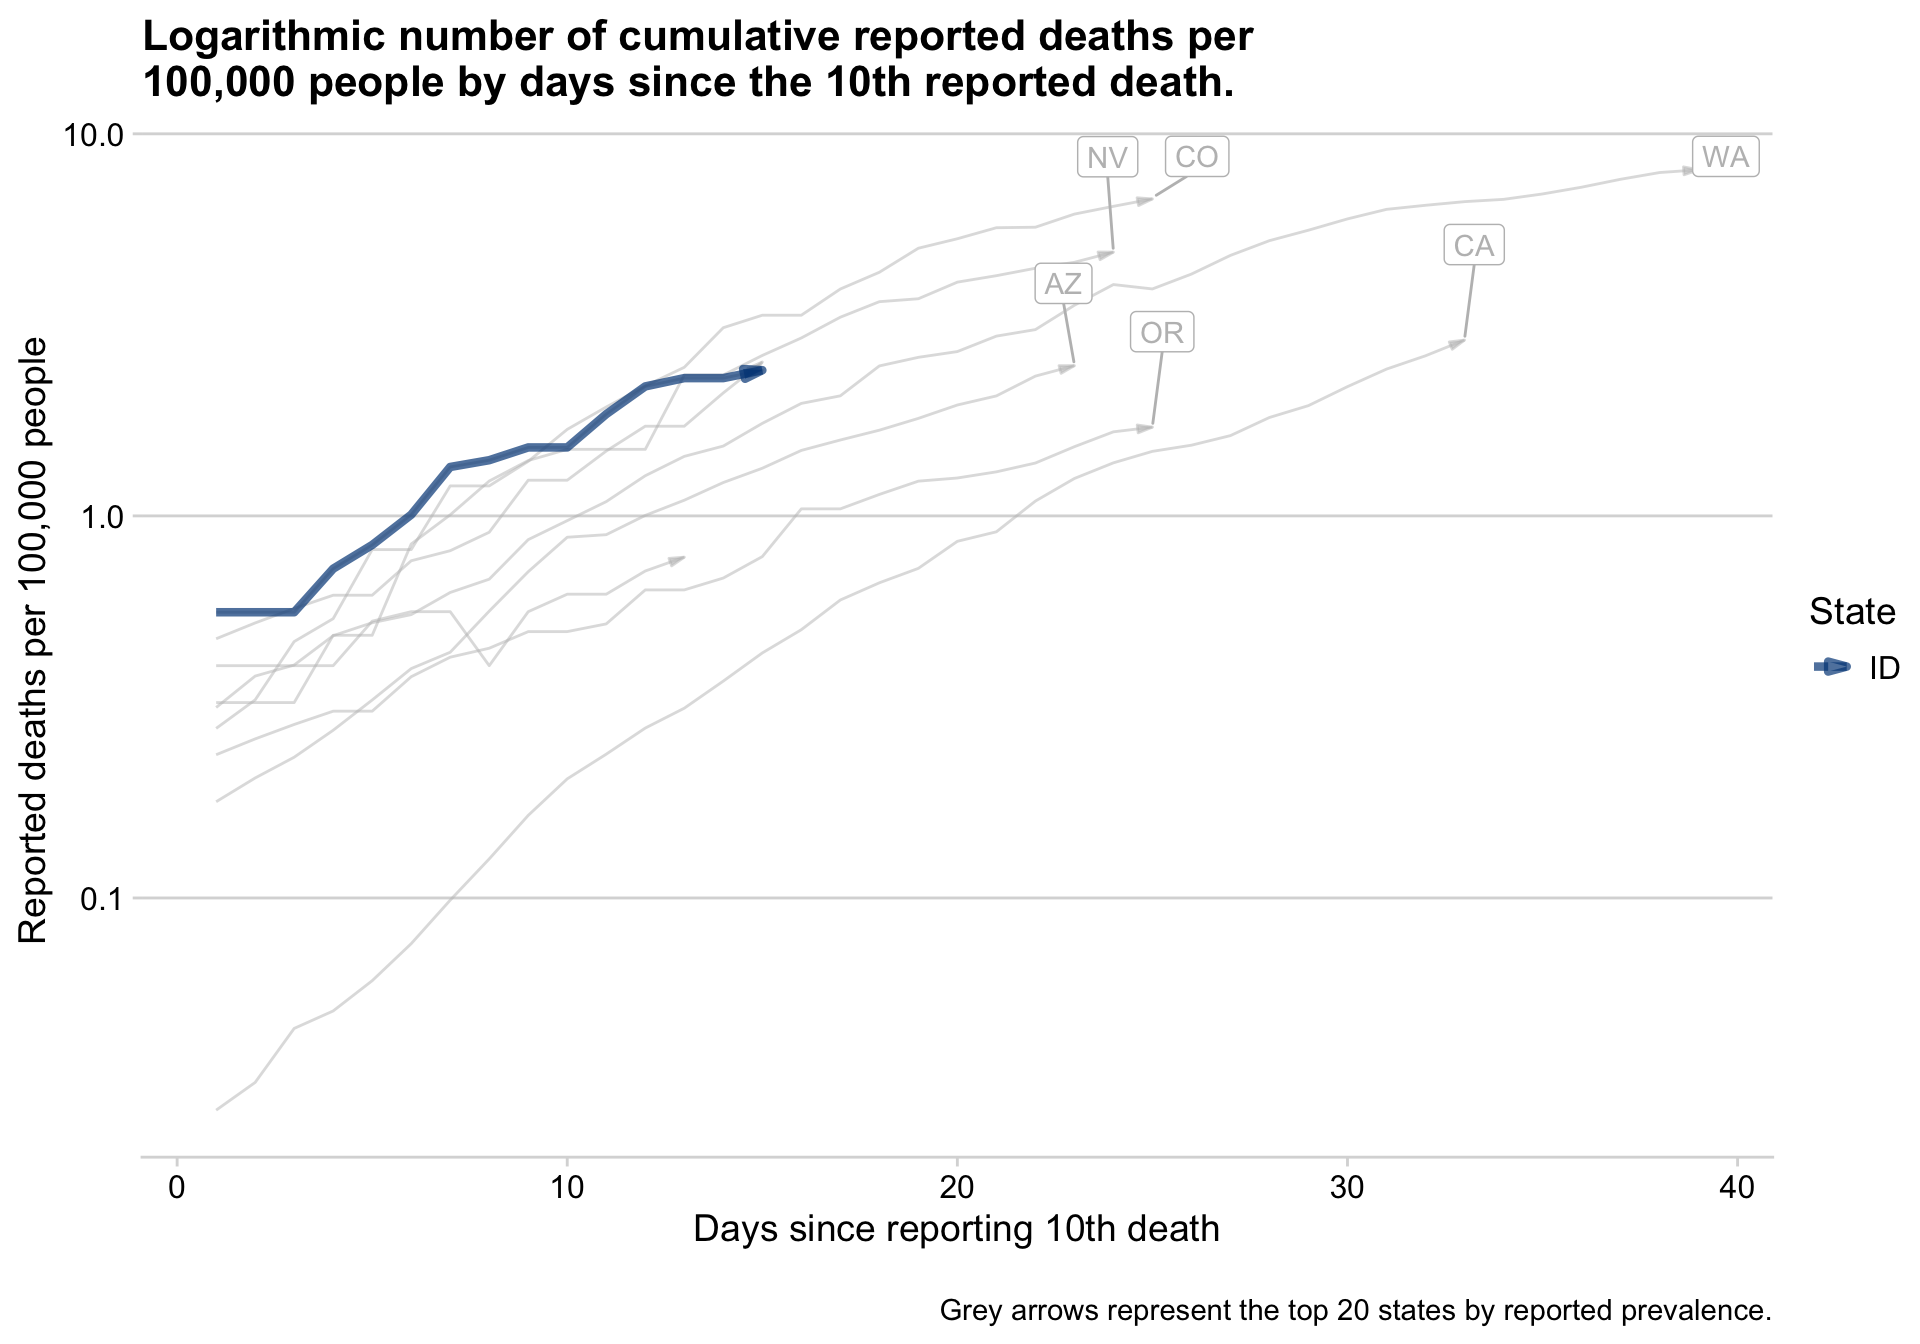 Logarithmic number of cumulative reported deaths per
100,000 people by days since the 10th reported death.
10.0
1.0
0.1
Reported deaths per 100,000 people
NV
CO
WA
CA
AZ
OR
State
ID
0
10
20
30
40
Days since reporting 10th death
Grey arrows represent the top 20 states by reported prevalence.